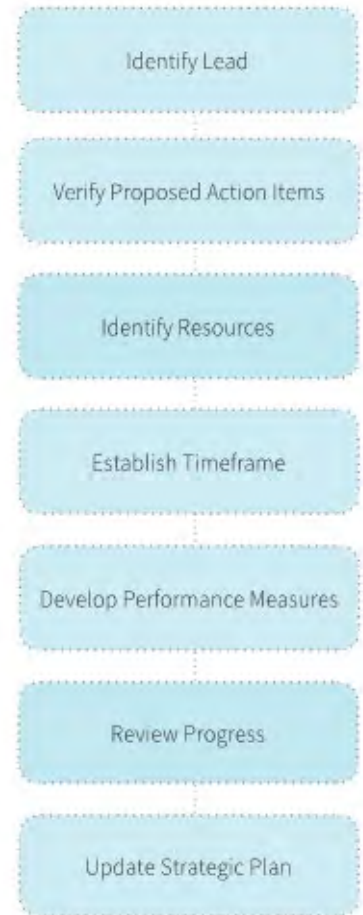 Identify Lead
Verify Proposed Action Items
Identify Resources
Establish Timeframe
Develop Performance Measures
Review Progress
Update Strategic Plan